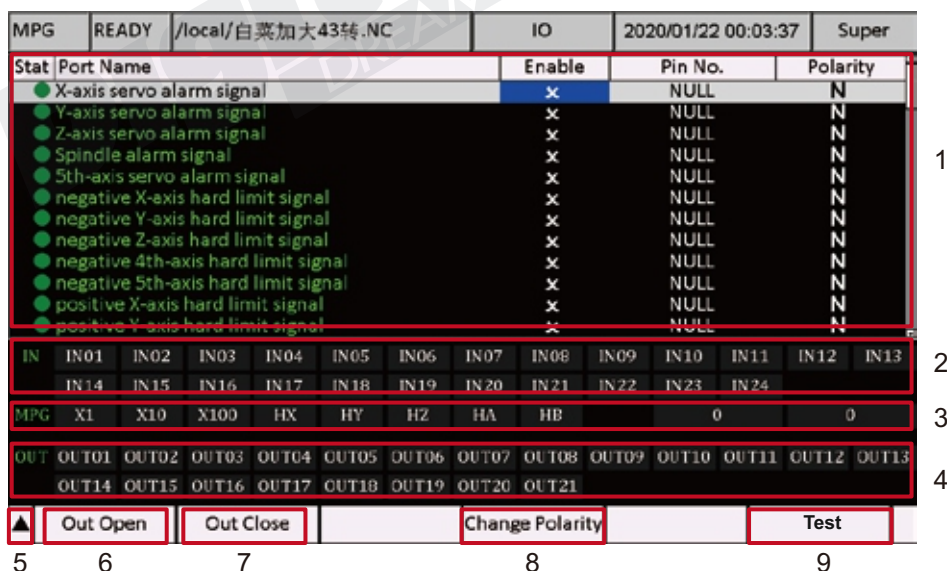 MPG READY /local/白菜加大43转.NC IO 2020/01/22 00:03:37 Super
Stat Port Name Enable Pin No. Polarity
X-axis servo alarm signal x NULL N
Y-axis servo alarm signal x NULL N
Z-axis servo alarm signal x NULL N
Spindle alarm signal x NULL N
5th-axis servo alarm signal x NULL N
negative X-axis hard limit signal x NULL N
negative Y-axis hard limit signal x NULL N
negative Z-axis hard limit signal x NULL N
negative 4th-axis hard limit signal x NULL N
negative 5th-axis hard limit signal x NULL N
positive X-axis hard limit signal x NULL N
positive Y-axis hard limit signal x NULL N
1
IN IN01 IN02 IN03 IN04 IN05 IN06 IN07 IN08 IN09 IN10 IN11 IN12 IN13
IN14 IN15 IN16 IN17 IN18 IN19 IN20 IN21 IN22 IN23 IN24
2
MPG X1 X10 X100 HX HY HZ HA HB 0 0
3
OUT OUT01 OUT02 OUT03 OUT04 OUT05 OUT06 OUT07 OUT08 OUT09 OUT10 OUT11 OUT12 OUT13
OUT14 OUT15 OUT16 OUT17 OUT18 OUT19 OUT20 OUT21
4
▲ Out Open Out Close Change Polarity Test
5 6 7 8 9